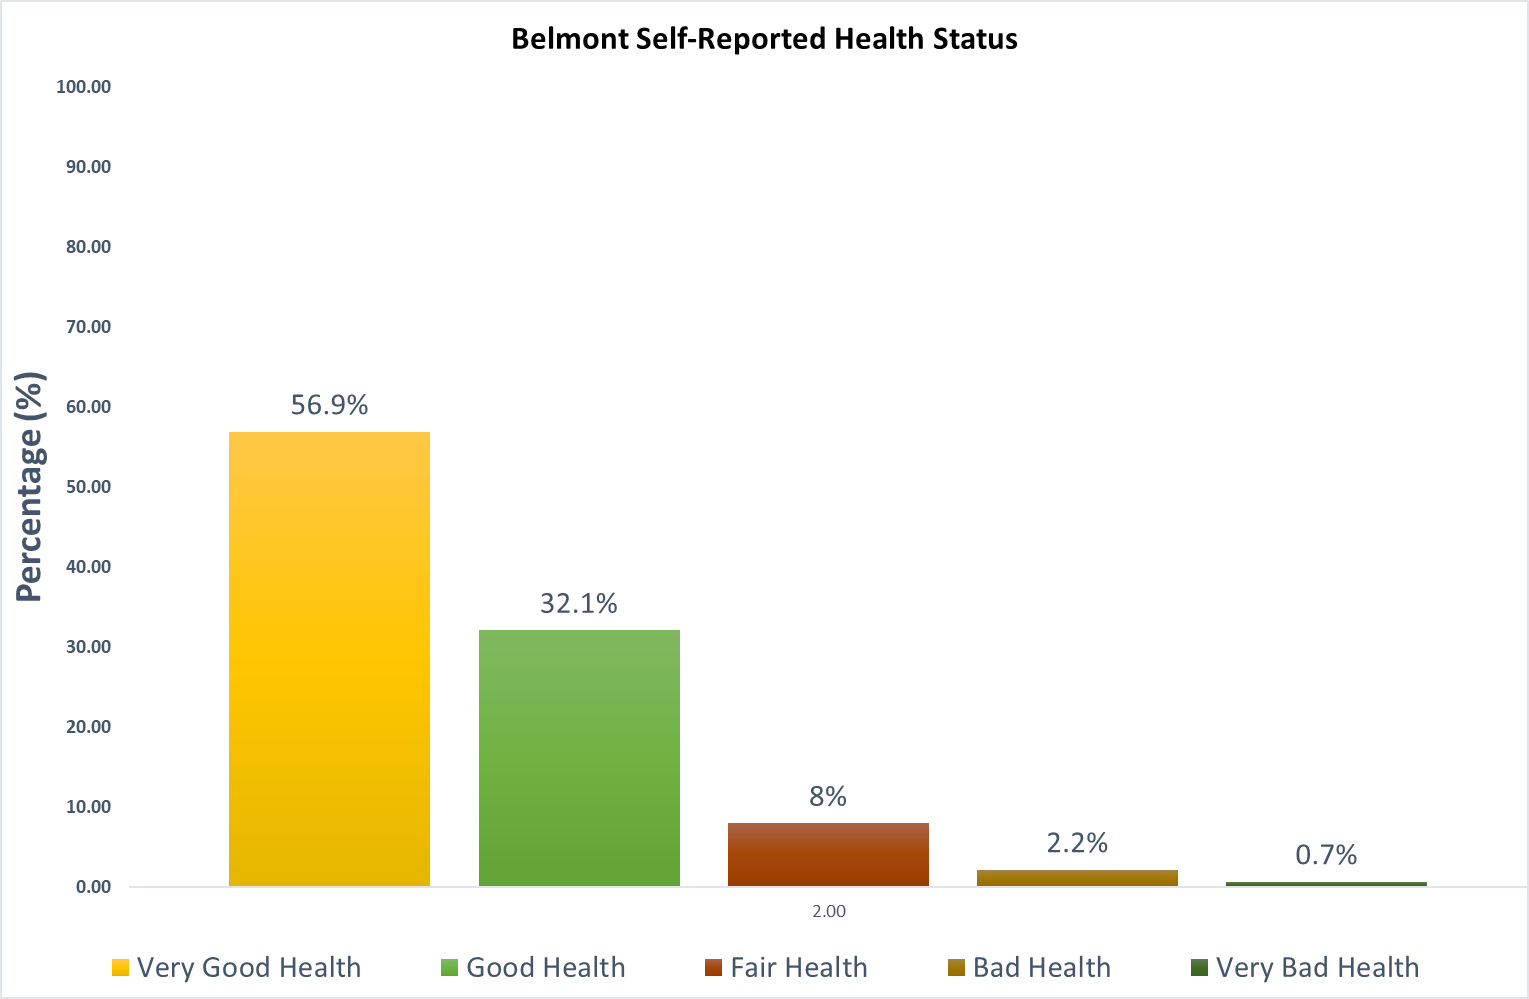 Belmont Self-Reported Health Status
100.00
90.00
80.00
70.00
60.00
50.00
40.00
30.00
20.00
10.00
0.00
Percentage (%)
56.9%
32.1%
8%
2.2%
0.7%
2.00
Very Good Health
Good Health
Fair Health
Bad Health
Very Bad Health